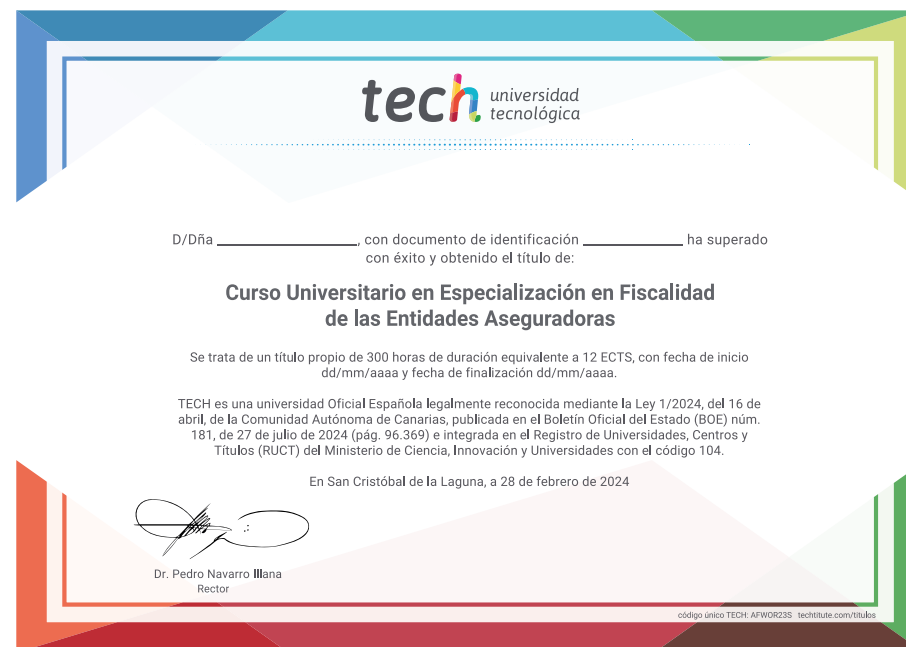 tech universidad
tecnológica
D/Dña ____________________, con documento de identificación ______________ ha superado
con éxito y obtenido el título de:
Curso Universitario en Especialización en Fiscalidad
de las Entidades Aseguradoras
Se trata de un título propio de 300 horas de duración equivalente a 12 ECTS, con fecha de inicio
dd/mm/aaaa y fecha de finalización dd/mm/aaaa.
TECH es una universidad Oficial Española legalmente reconocida mediante la Ley 1/2024, del 16 de
abril, de la Comunidad Autónoma de Canarias, publicada en el Boletín Oficial del Estado (BOE) núm.
181, de 27 de julio de 2024 (pág. 96.369) e integrada en el Registro de Universidades, Centros y
Títulos (RUCT) del Ministerio de Ciencia, Innovación y Universidades con el código 104.
En San Cristóbal de la Laguna, a 28 de febrero de 2024
Dr. Pedro Navarro Illana
Rector
código único TECH: AFWOR23S techtitute.com/titulos